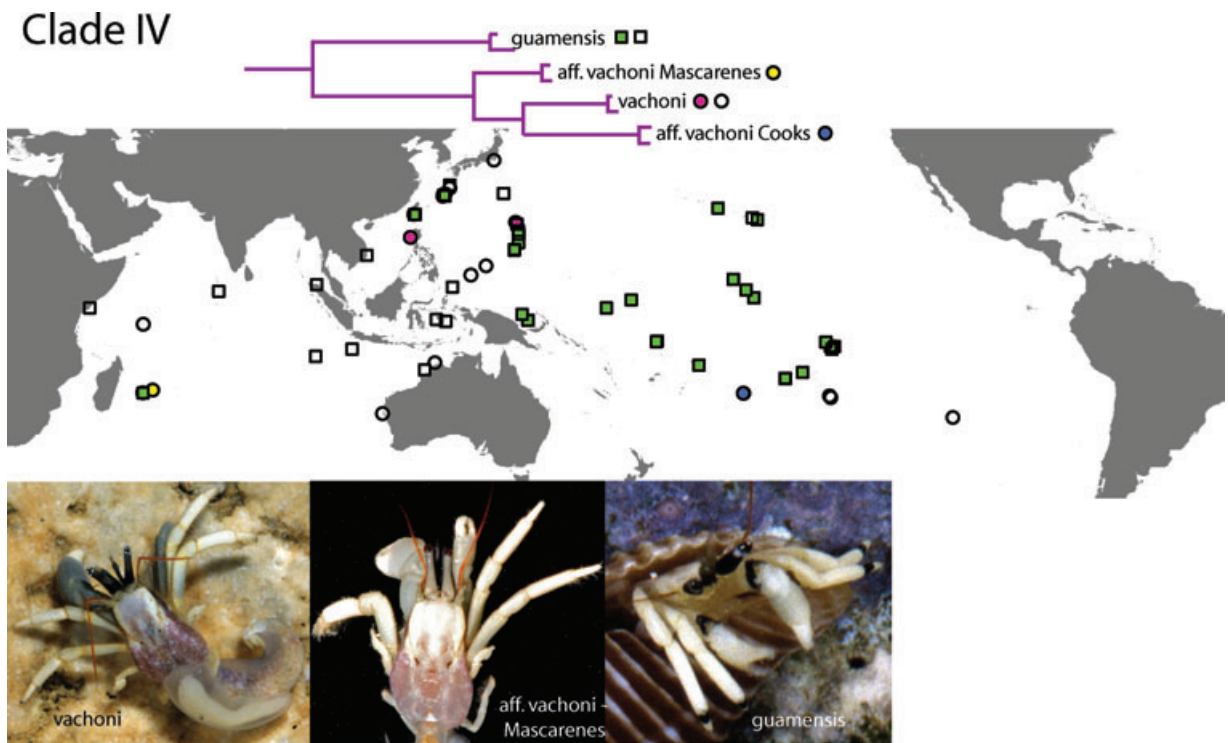 Clade IV
guamensis
aff. vachoni Mascarenes
vachoni
aff. vachoni Cooks
vachoni
aff. vachoni -
Mascarenes
guamensis